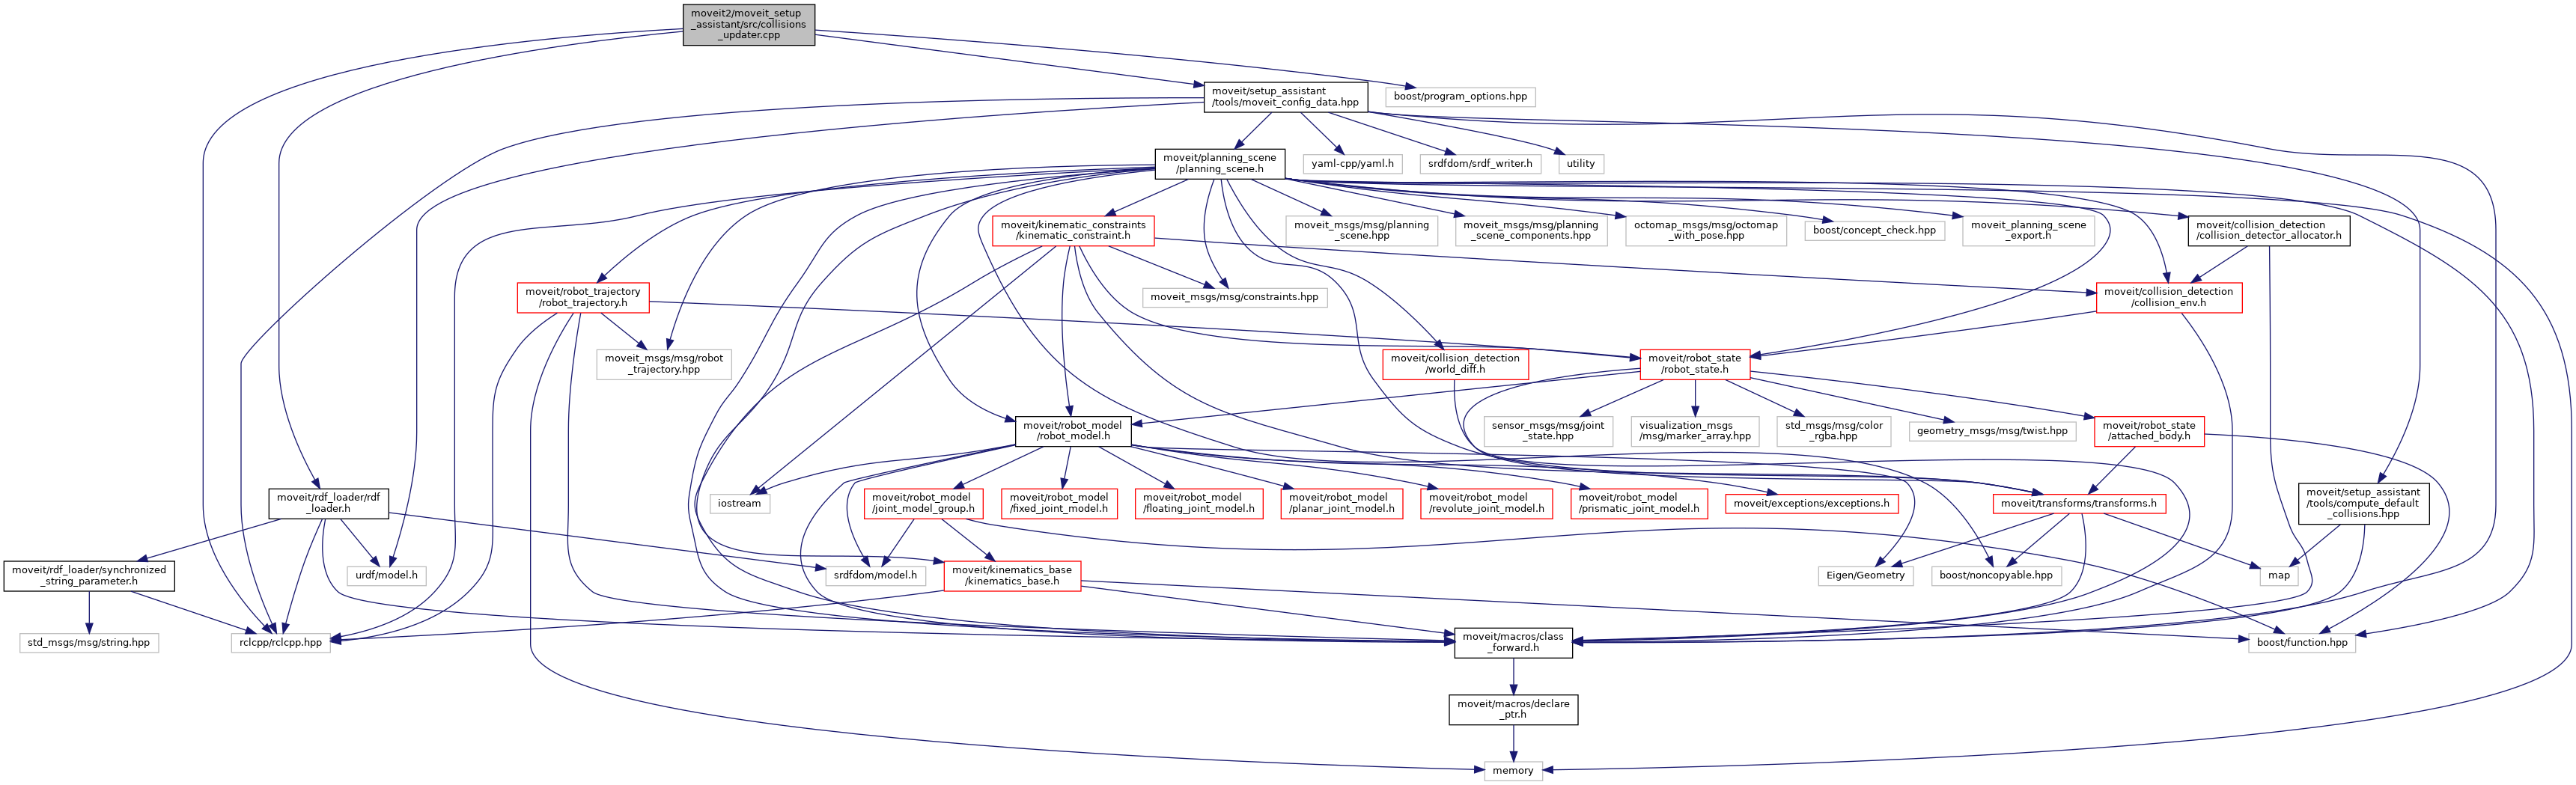 moveit2/moveit_setup
_assistant/src/collisions
_updater.cpp
moveit/setup_assistant
/tools/moveit_config_data.hpp
boost/program_options.hpp
moveit/planning_scene
/planning_scene.h
yaml-cpp/yaml.h
srdfdom/srdf_writer.h
utility
moveit/kinematic_constraints
/kinematic_constraint.h
moveit_msgs/msg/planning
_scene.hpp
moveit_msgs/msg/planning
_scene_components.hpp
octomap_msgs/msg/octomap
_with_pose.hpp
boost/concept_check.hpp
moveit_planning_scene
_export.h
moveit/collision_detection
/collision_detector_allocator.h
moveit/robot_trajectory
/robot_trajectory.h
moveit_msgs/msg/constraints.hpp
moveit/collision_detection
/collision_env.h
moveit_msgs/msg/robot
_trajectory.hpp
moveit/collision_detection
/world_diff.h
moveit/robot_state
/robot_state.h
moveit/robot_model
/robot_model.h
sensor_msgs/msg/joint
_state.hpp
visualization_msgs
/msg/marker_array.hpp
std_msgs/msg/color
_rgba.hpp
geometry_msgs/msg/twist.hpp
moveit/robot_state
/attached_body.h
moveit/rdf_loader/rdf
_loader.h
iostream
moveit/robot_model
/joint_model_group.h
moveit/robot_model
/fixed_joint_model.h
moveit/robot_model
/floating_joint_model.h
moveit/robot_model
/planar_joint_model.h
moveit/robot_model
/revolute_joint_model.h
moveit/robot_model
/prismatic_joint_model.h
moveit/exceptions/exceptions.h
moveit/transforms/transforms.h
moveit/setup_assistant
/tools/compute_default
_collisions.hpp
moveit/rdf_loader/synchronized
_string_parameter.h
urdf/model.h
srdfdom/model.h
moveit/kinematics_base
/kinematics_base.h
Eigen/Geometry
boost/noncopyable.hpp
map
std_msgs/msg/string.hpp
rclcpp/rclcpp.hpp
moveit/macros/class
_forward.h
boost/function.hpp
moveit/macros/declare
_ptr.h
memory